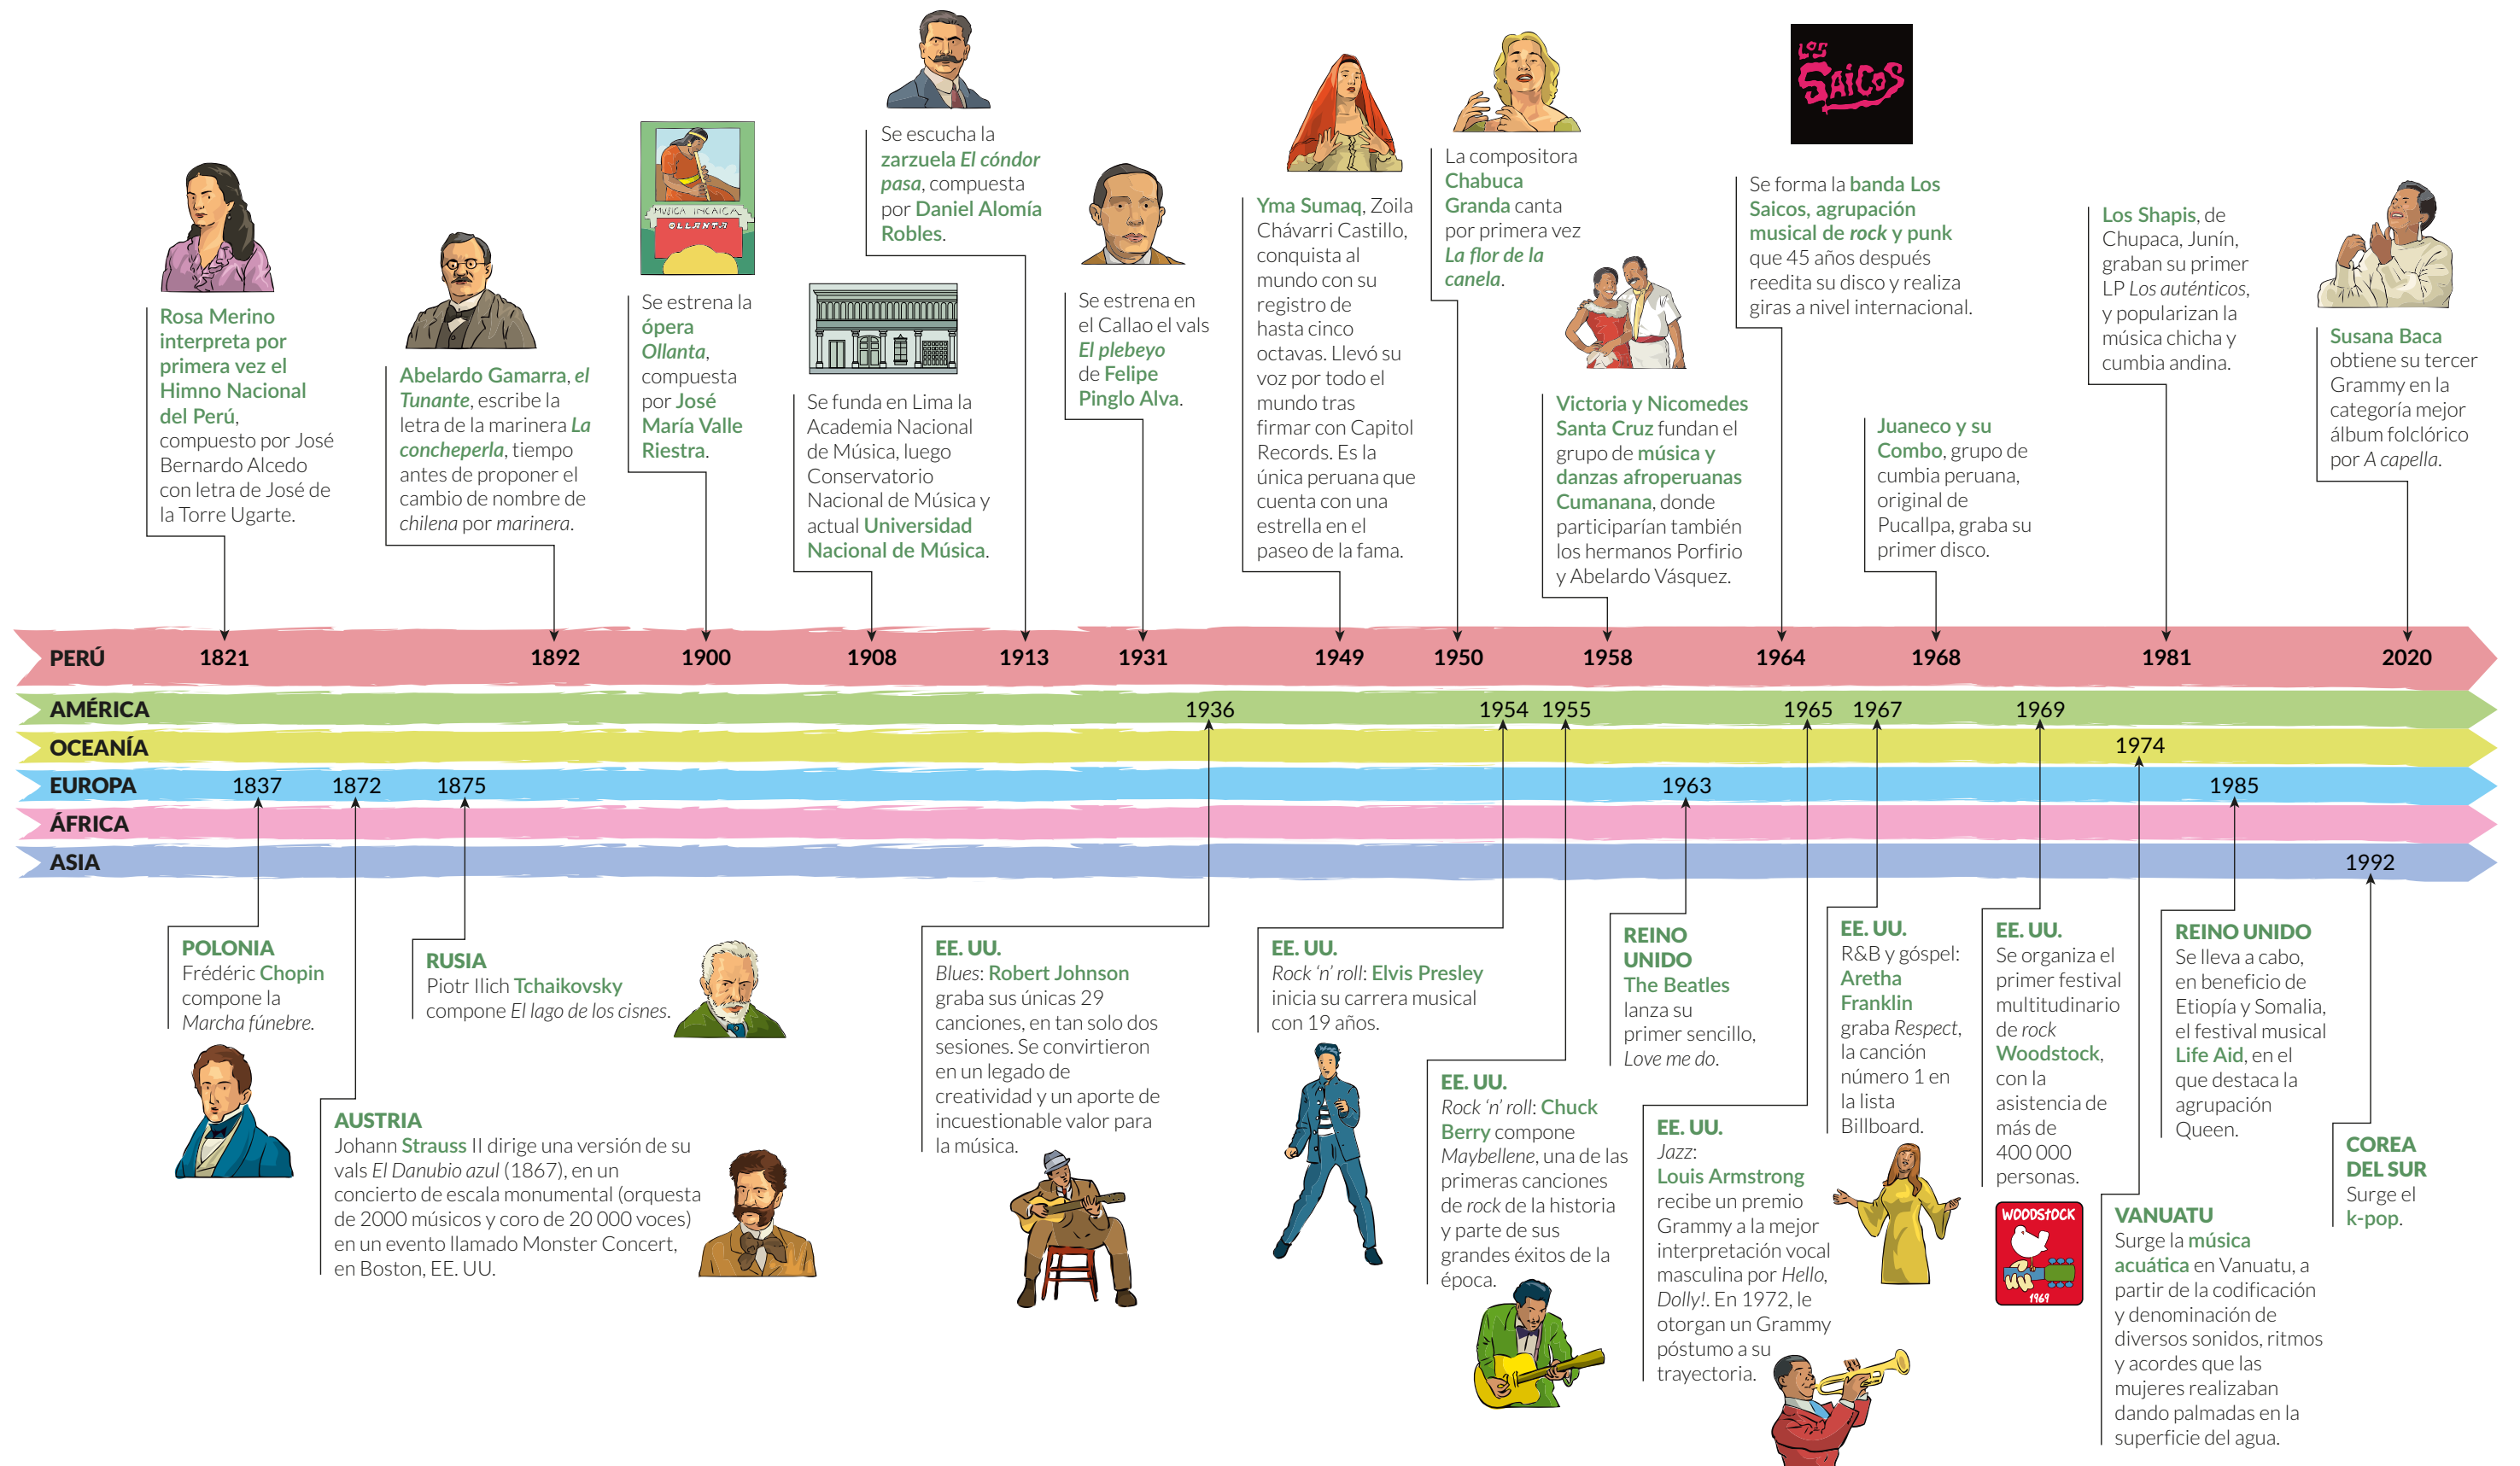 Rosa Merino
interpreta por
primera vez el
Himno Nacional
del Perú,
compuesto por José
Bernardo Alcedo
con letra de José de
la Torre Ugarte.
Abelardo Gamarra, el
Tunante, escribe la
letra de la marinera La
concheperla, tiempo
antes de proponer el
cambio de nombre de
chilena por marinera.
MUSICA INCAICA
OLLANTA
Se estrena la
ópera
Ollanta,
compuesta
por José
María Valle
Riestra.
Se funda en Lima la
Academia Nacional
de Música, luego
Conservatorio
Nacional de Música y
actual Universidad
Nacional de Música.
Se escucha la
zarzuela El cóndor
pasa, compuesta
por Daniel Alomía
Robles.
Se estrena en
el Callao el vals
El plebeyo
de Felipe
Pinglo Alva.
Yma Sumaq, Zoila
Chávarri Castillo,
conquista al
mundo con su
registro de
hasta cinco
octavas. Llevó su
voz por todo el
mundo tras
firmar con Capitol
Records. Es la
única peruana que
cuenta con una
estrella en el
paseo de la fama.
La compositora
Chabuca
Granda canta
por primera vez
La flor de la
canela.
Victoria y Nicomedes
Santa Cruz fundan el
grupo de música y
danzas afroperuanas
Cumanana, donde
participarían también
los hermanos Porfirio
y Abelardo Vásquez.
LOS
SAICOS
Se forma la banda Los
Saicos, agrupación
musical de rock y punk
que 45 años después
reedita su disco y realiza
giras a nivel internacional.
Juaneco y su
Combo, grupo de
cumbia peruana,
original de
Pucallpa, graba su
primer disco.
Los Shapis, de
Chupaca, Junín,
graban su primer
LP Los auténticos,
y popularizan la
música chicha y
cumbia andina.
Susana Baca
obtiene su tercer
Grammy en la
categoría mejor
álbum folclórico
por A capella.
PERÚ 1821 1892 1900 1908 1913 1931 1949 1950 1958 1964 1968 1981 2020
AMÉRICA 1936 1954 1955 1965 1967 1969
OCEANÍA 1974
EUROPA 1837 1872 1875 1963 1985
ÁFRICA
ASIA 1992
POLONIA
Frédéric Chopin
compone la
Marcha fúnebre.
AUSTRIA
Johann Strauss II dirige una versión de su
vals El Danubio azul (1867), en un
concierto de escala monumental (orquesta
de 2000 músicos y coro de 20 000 voces)
en un evento llamado Monster Concert,
en Boston, EE. UU.
RUSIA
Piotr Ilich Tchaikovsky
compone El lago de los cisnes.
EE. UU.
Blues: Robert Johnson
graba sus únicas 29
canciones, en tan solo dos
sesiones. Se convirtieron
en un legado de
creatividad y un aporte de
incuestionable valor para
la música.
EE. UU.
Rock ‘n’ roll: Elvis Presley
inicia su carrera musical
con 19 años.
EE. UU.
Rock ‘n’ roll: Chuck
Berry compone
Maybellene, una de las
primeras canciones
de rock de la historia
y parte de sus
grandes éxitos de la
época.
REINO
UNIDO
The Beatles
lanza su
primer sencillo,
Love me do.
EE. UU.
Jazz:
Louis Armstrong
recibe un premio
Grammy a la mejor
interpretación vocal
masculina por Hello,
Dolly!. En 1972, le
otorgan un Grammy
póstumo a su
trayectoria.
EE. UU.
R&B y góspel:
Aretha
Franklin
graba Respect,
la canción
número 1 en
la lista
Billboard.
EE. UU.
Se organiza el
primer festival
multitudinario
de rock
Woodstock,
con la
asistencia de
más de
400 000
personas.
WOODSTOCK
1969
VANUATU
Surge la música
acuática en Vanuatu, a
partir de la codificación
y denominación de
diversos sonidos, ritmos
y acordes que las
mujeres realizaban
dando palmadas en la
superficie del agua.
REINO UNIDO
Se lleva a cabo,
en beneficio de
Etiopía y Somalia,
el festival musical
Life Aid, en el
que destaca la
agrupación
Queen.
COREA
DEL SUR
Surge el
k-pop.